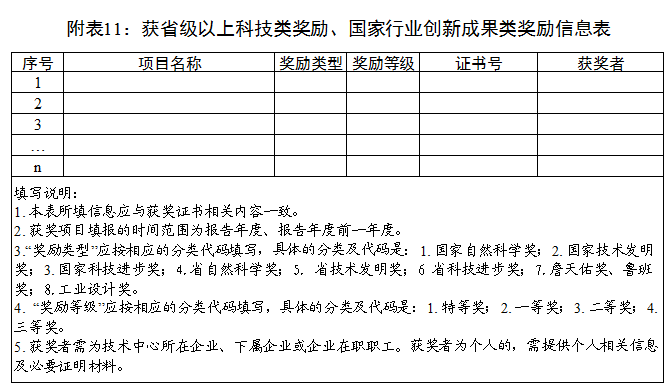 附表11：获省级以上科技类奖励、国家行业创新成果类奖励信息表
序号 项目名称 奖励类型 奖励等级 证书号 获奖者
1
2
3
…
n
填写说明：
1.本表所填信息应与获奖证书相关内容一致。
2.获奖项目填报的时间范围为报告年度、报告年度前一年度。
3.“奖励类型”应按相应的分类代码填写，具体的分类及代码是：1.国家自然科学奖；2.国家技术发明
奖；3.国家科技进步奖；4.省自然科学奖；5. 省技术发明奖；6 省科技进步奖；7.詹天佑奖、鲁班
奖；8.工业设计奖。
4. “奖励等级”应按相应的分类代码填写，具体的分类及代码是：1.特等奖；2.一等奖；3.二等奖；4.
三等奖。
5. 获奖者需为技术中心所在企业、下属企业或企业在职职工。获奖者为个人的，需提供个人相关信息
及必要证明材料。